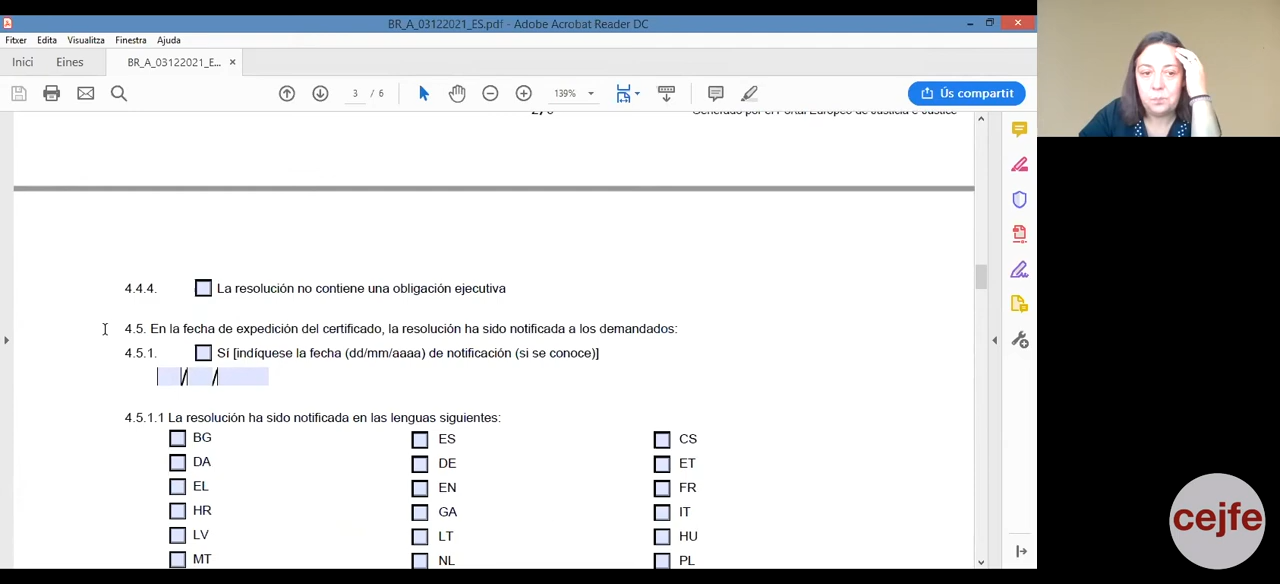 BR_A_03122021_ES.pdf - Adobe Acrobat Reader DC
Fitxer Edita Visualitza Finestra Ajuda
Inici Eines BR_A_03122021_E... ×
3 / 6 139% Ús compartit
Generado por el Portal Europeo de Justicia e-Justice
4.4.4. La resolución no contiene una obligación ejecutiva
4.5. En la fecha de expedición del certificado, la resolución ha sido notificada a los demandados:
4.5.1. Sí [indíquese la fecha (dd/mm/aaaa) de notificación (si se conoce)]
/ /
4.5.1.1 La resolución ha sido notificada en las lenguas siguientes:
BG ES CS
DA DE ET
EL EN FR
HR GA IT
LV LT HU
MT NL PL
cejfe